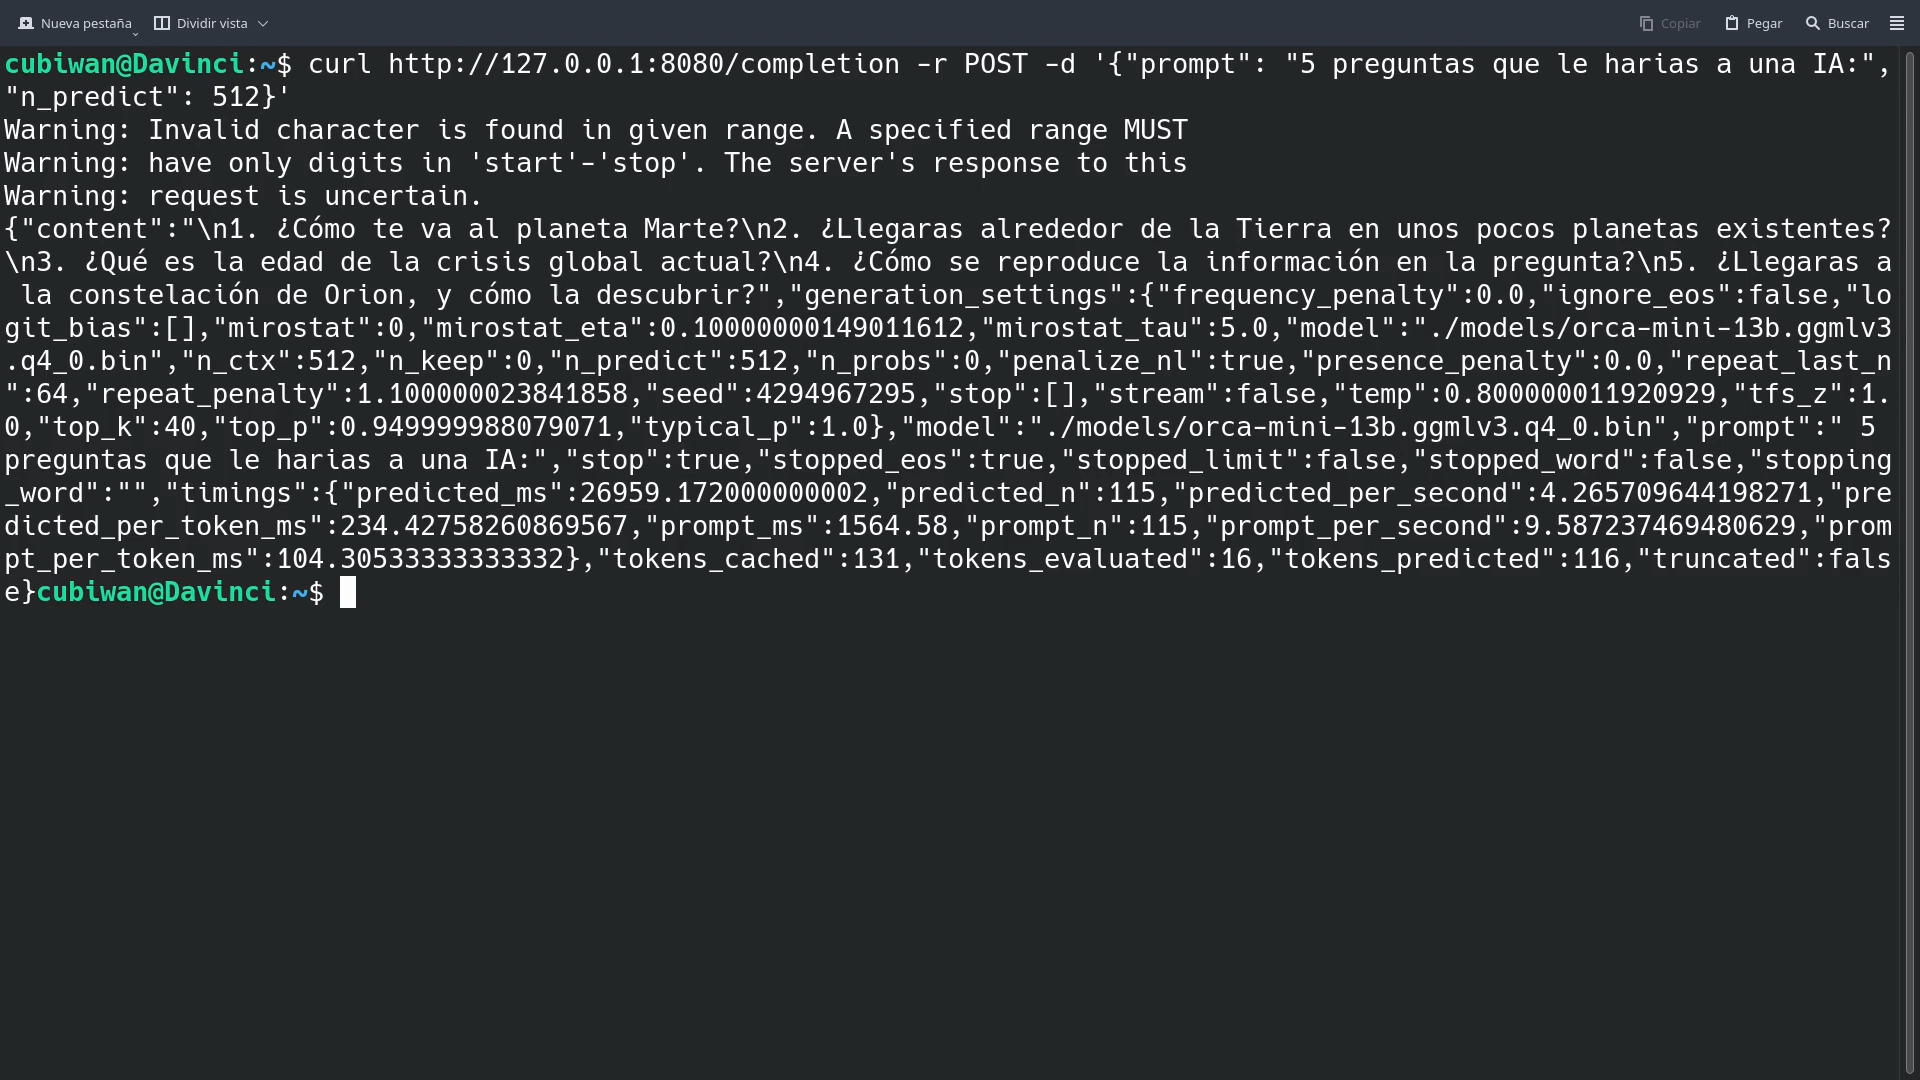 Nueva pestaña Dividir vista Copiar Pegar Buscar
cubiwan@Davinci:~$ curl http://127.0.0.1:8080/completion -r POST -d '{"prompt": "5 preguntas que le harias a una IA:",
"n_predict": 512}'
Warning: Invalid character is found in given range. A specified range MUST
Warning: have only digits in 'start'-'stop'. The server's response to this
Warning: request is uncertain.
{"content":"\n1. ¿Cómo te va al planeta Marte?\n2. ¿Llegaras alrededor de la Tierra en unos pocos planetas existentes?
\n3. ¿Qué es la edad de la crisis global actual?\n4. ¿Cómo se reproduce la información en la pregunta?\n5. ¿Llegaras a
 la constelación de Orion, y cómo la descubrir?","generation_settings":{"frequency_penalty":0.0,"ignore_eos":false,"lo
git_bias":[],"mirostat":0,"mirostat_eta":0.10000000149011612,"mirostat_tau":5.0,"model":"./models/orca-mini-13b.ggmlv3
.q4_0.bin","n_ctx":512,"n_keep":0,"n_predict":512,"n_probs":0,"penalize_nl":true,"presence_penalty":0.0,"repeat_last_n
":64,"repeat_penalty":1.100000023841858,"seed":4294967295,"stop":[],"stream":false,"temp":0.800000011920929,"tfs_z":1.
0,"top_k":40,"top_p":0.949999988079071,"typical_p":1.0},"model":"./models/orca-mini-13b.ggmlv3.q4_0.bin","prompt":" 5
preguntas que le harias a una IA:","stop":true,"stopped_eos":true,"stopped_limit":false,"stopped_word":false,"stopping
_word":"","timings":{"predicted_ms":26959.172000000002,"predicted_n":115,"predicted_per_second":4.265709644198271,"pre
dicted_per_token_ms":234.42758260869567,"prompt_ms":1564.58,"prompt_n":115,"prompt_per_second":9.587237469480629,"prom
pt_per_token_ms":104.30533333333332},"tokens_cached":131,"tokens_evaluated":16,"tokens_predicted":116,"truncated":fals
e}cubiwan@Davinci:~$